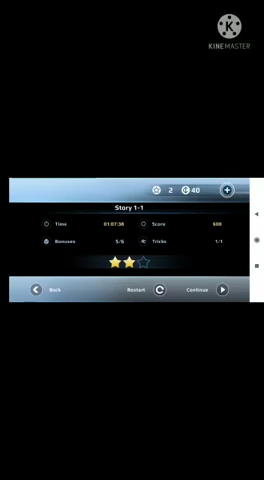 K
KINEMASTER
2 40 +
Story 1-1
Time 01:07:38 Score 600
Bonuses 5/6 Tricks 1/1
Back Restart Continue